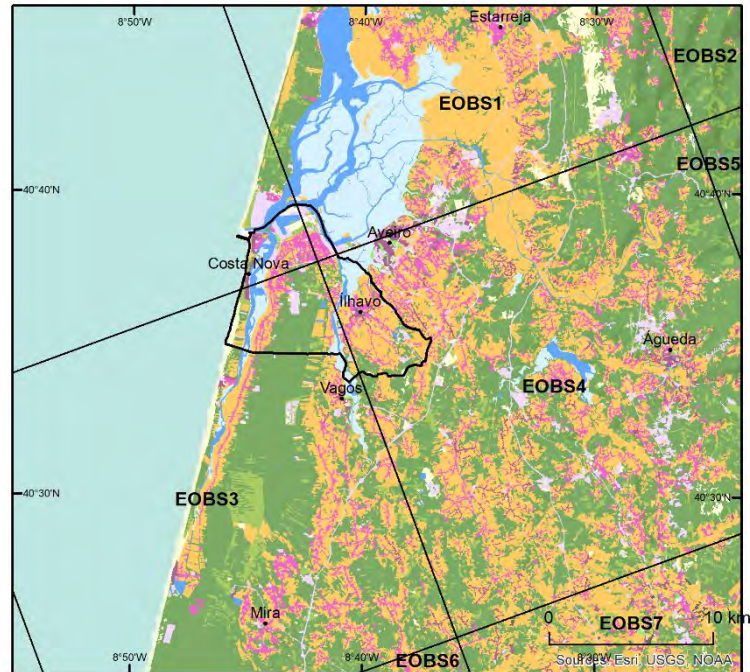 8°50'W 8°40'W 8°30'W
Estarreja
EOBS2
EOBS1
EOBS5
40°40'N
40°40'N
Aveiro
Costa Nova
Ílhavo
Águeda
EOBS4
Vagos
EOBS3
40°30'N
40°30'N
Mira
0 10 km
EOBS7
EOBS6
8°50'W 8°40'W 8°30'W
Sources: Esri, USGS, NOAA